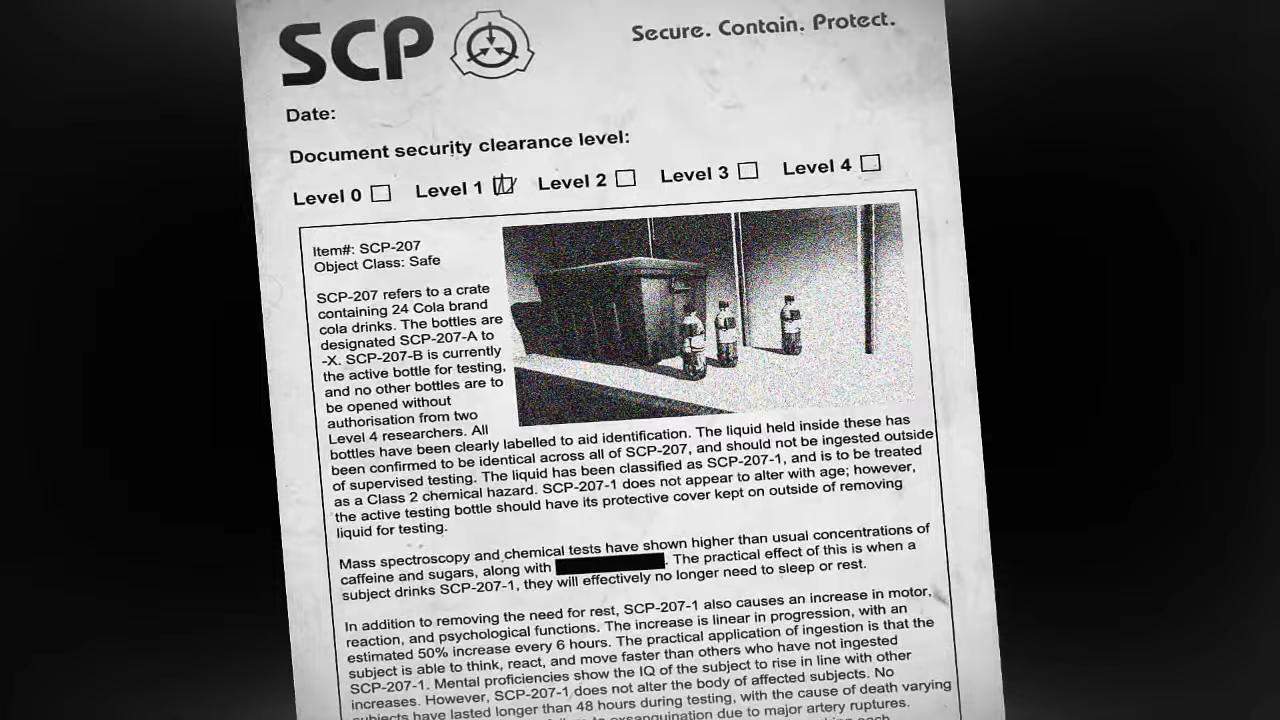 SCP
Secure. Contain. Protect.
Date:
Document security clearance level:
Level 0 Level 1 Level 2 Level 3 Level 4
Item#: SCP-207
Object Class: Safe
SCP-207 refers to a crate
containing 24 Cola brand
cola drinks. The bottles are
designated SCP-207-A to
-X. SCP-207-B is currently
the active bottle for testing,
and no other bottles are to
be opened without
authorisation from two
Level 4 researchers. All
bottles have been clearly labelled to aid identification. The liquid held inside these has
been confirmed to be identical across all of SCP-207, and should not be ingested outside
of supervised testing. The liquid has been classified as SCP-207-1, and is to be treated
as a Class 2 chemical hazard. SCP-207-1 does not appear to alter with age; however,
the active testing bottle should have its protective cover kept on outside of removing
liquid for testing.
Mass spectroscopy and chemical tests have shown higher than usual concentrations of
caffeine and sugars, along with . The practical effect of this is when a
subject drinks SCP-207-1, they will effectively no longer need to sleep or rest.
In addition to removing the need for rest, SCP-207-1 also causes an increase in motor,
reaction, and psychological functions. The increase is linear in progression, with an
estimated 50% increase every 6 hours. The practical application of ingestion is that the
subject is able to think, react, and move faster than others who have not ingested
SCP-207-1. Mental proficiencies show the IQ of the subject to rise in line with other
increases. However, SCP-207-1 does not alter the body of affected subjects. No
subjects have lasted longer than 48 hours during testing, with the cause of death varying
to exsanguination due to major artery ruptures.